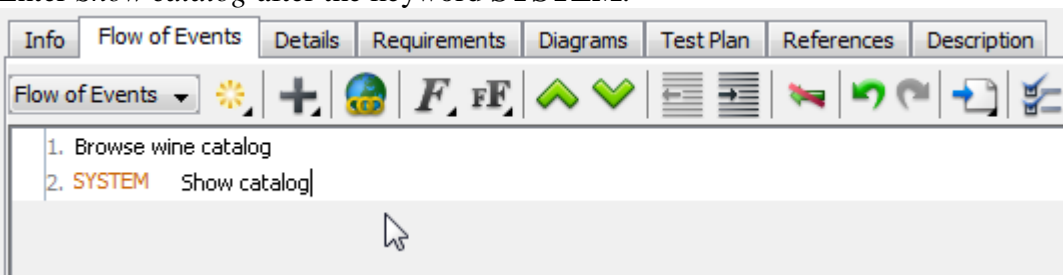 Enter Show catalog after the keyword SYSTEM.
Info Flow of Events Details Requirements Diagrams Test Plan References Description
Flow of Events F FF
1. Browse wine catalog
2. SYSTEM Show catalog